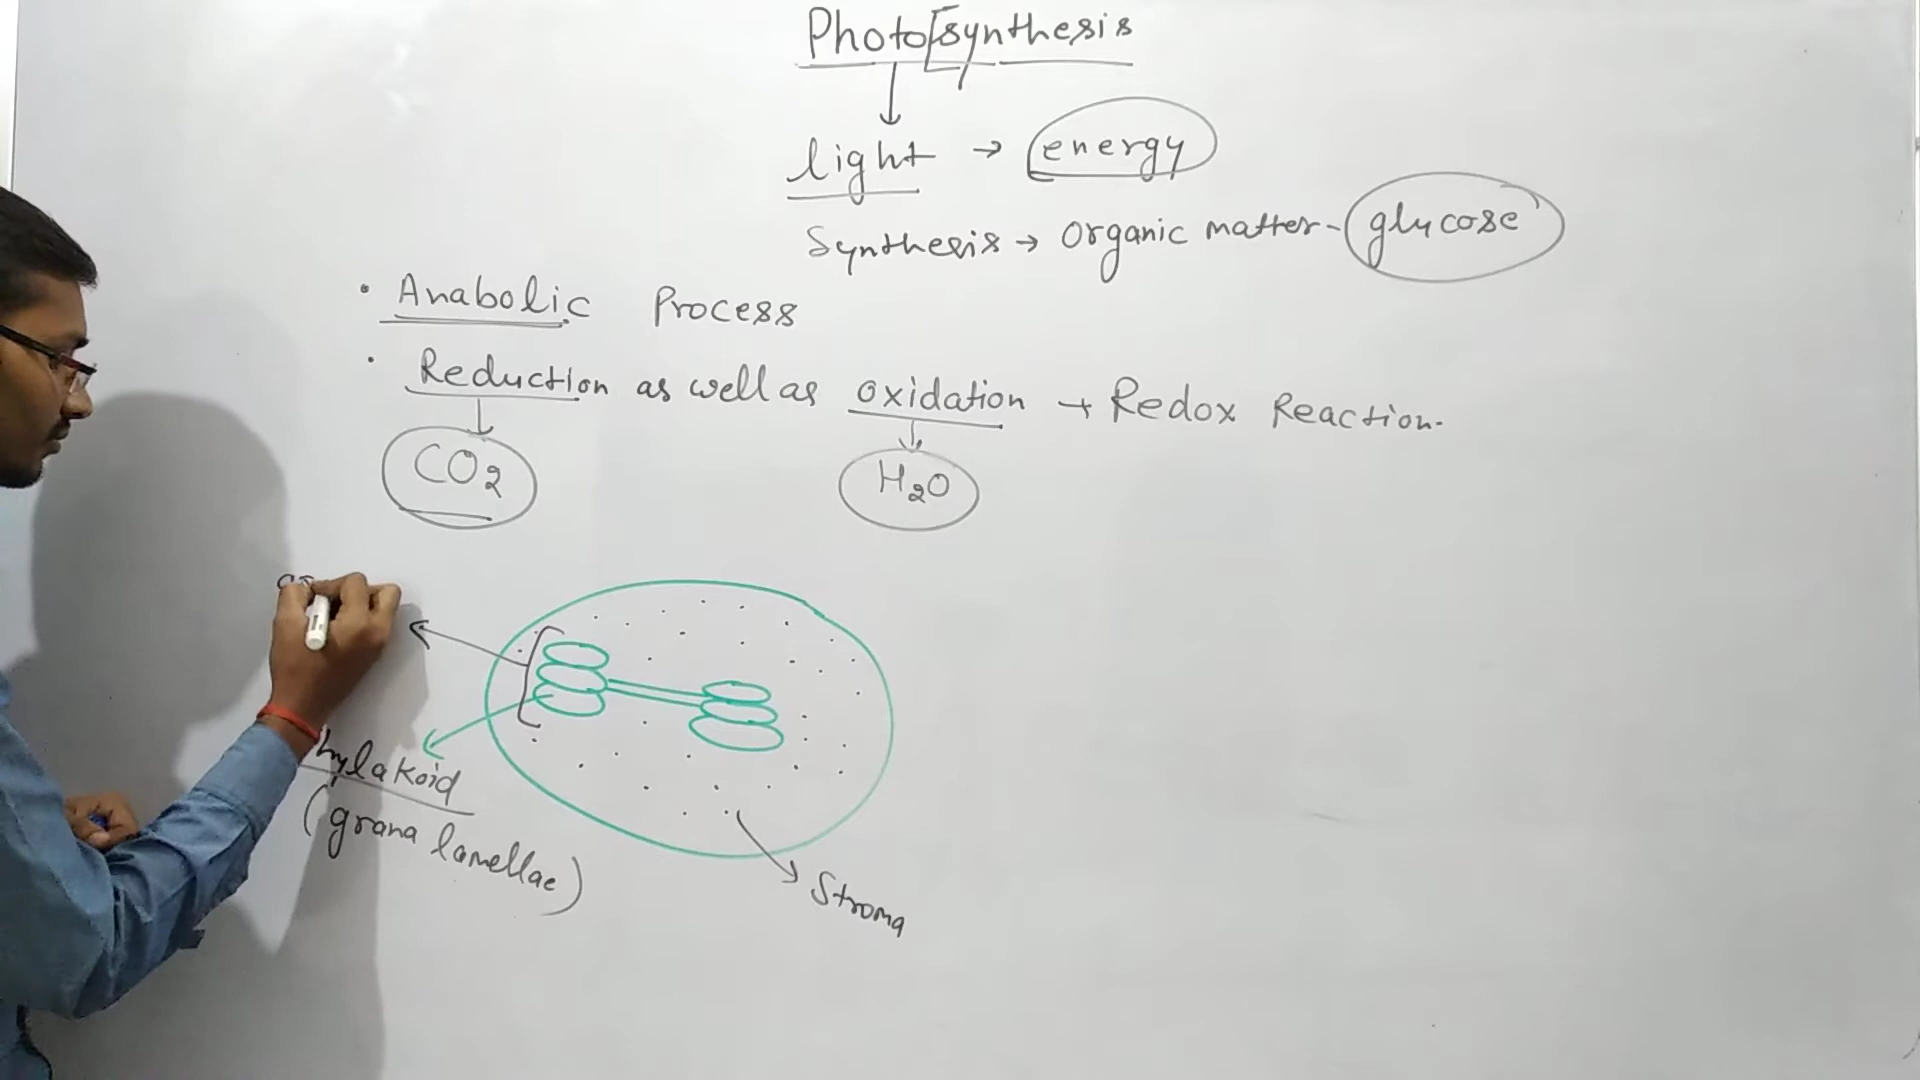 Photosynthesis
light → energy
Synthesis → Organic matter - glucose
• Anabolic Process
• Reduction as well as oxidation → Redox Reaction.
CO2 H2O
hylakoid
(grana lamellae)
Stroma